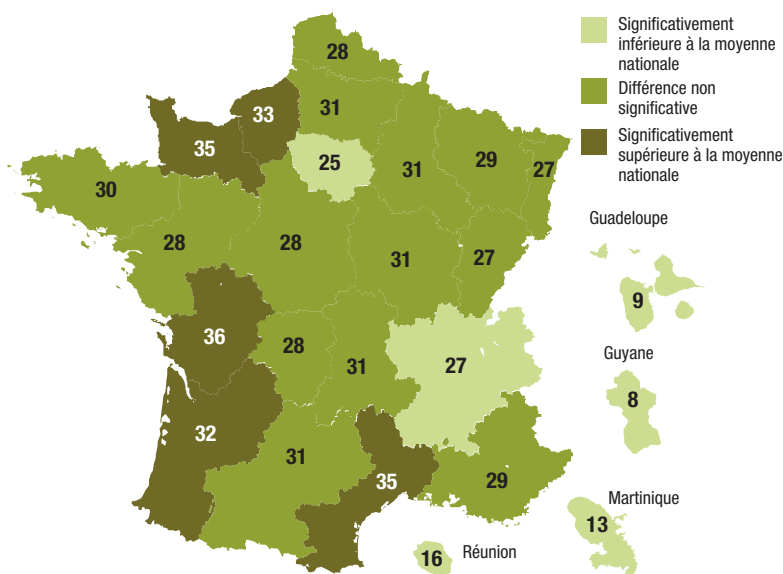 Significativement
inférieure à la moyenne
nationale
Différence non
significative
Significativement
supérieure à la moyenne
nationale
28
31
33
35
25
31
29
27
30
28
28
31
27
36
28
31
27
32
31
35
29
Guadeloupe
9
Guyane
8
Martinique
13
16
Réunion